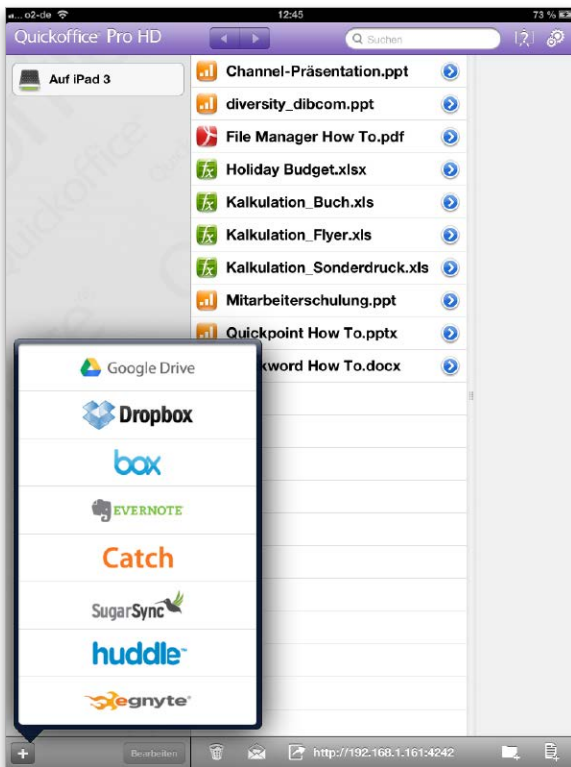 o2-de 12:45 73 %
Quickoffice Pro HD
Suchen
Auf iPad 3
Channel-Präsentation.ppt
diversity_dibcom.ppt
File Manager How To.pdf
Holiday Budget.xlsx
Kalkulation_Buch.xls
Kalkulation_Flyer.xls
Kalkulation_Sonderdruck.xls
Mitarbeiterschulung.ppt
Quickpoint How To.pptx
kword How To.docx
Google Drive
Dropbox
box
EVERNOTE
Catch
SugarSync
huddle
egnyte
Bearbeiten
http://192.168.1.161:4242